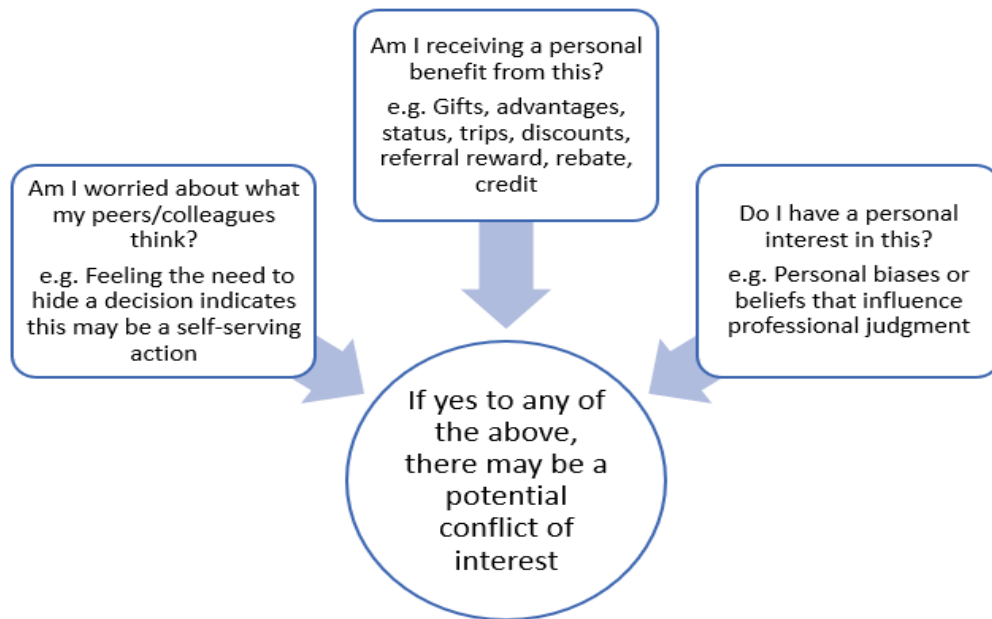 Am I receiving a personal
benefit from this?
e.g. Gifts, advantages,
status, trips, discounts,
referral reward, rebate,
credit
Am I worried about what
my peers/colleagues
think?
e.g. Feeling the need to
hide a decision indicates
this may be a self-serving
action
Do I have a personal
interest in this?
e.g. Personal biases or
beliefs that influence
professional judgment
If yes to any of
the above,
there may be a
potential
conflict of
interest